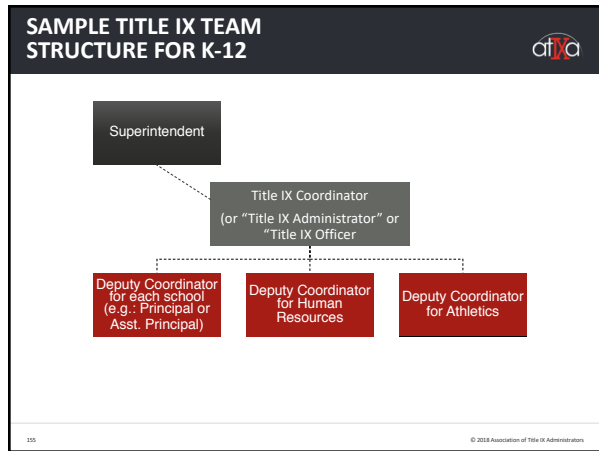 SAMPLE TITLE IX TEAM
STRUCTURE FOR K-12
atIXa
Superintendent
Title IX Coordinator
(or “Title IX Administrator” or
“Title IX Officer
Deputy Coordinator
for each school
(e.g.: Principal or
Asst. Principal)
Deputy Coordinator
for Human
Resources
Deputy Coordinator
for Athletics
155
© 2018 Association of Title IX Administrators